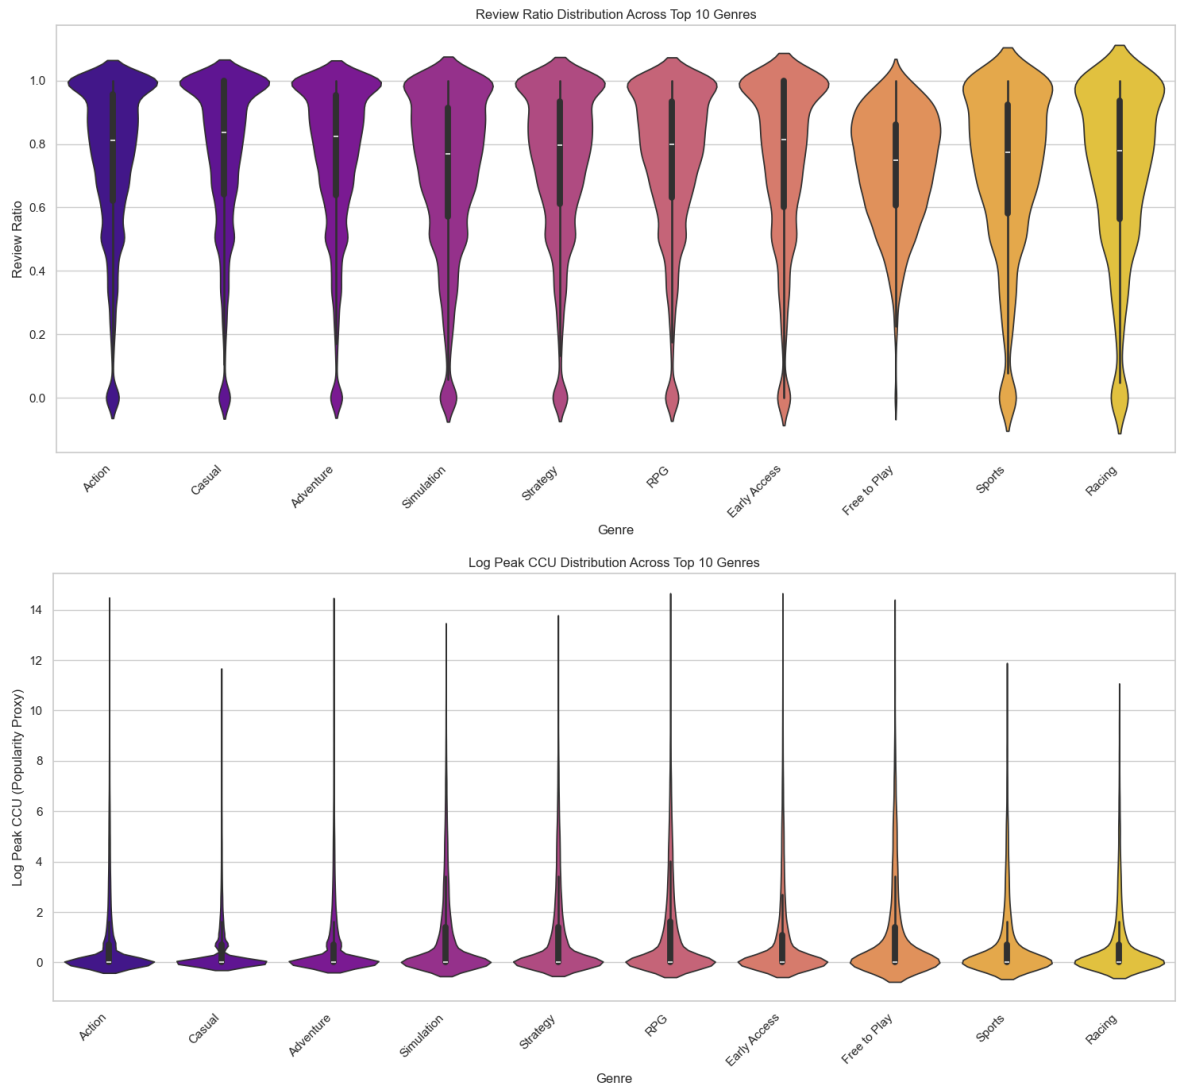 Review Ratio Distribution Across Top 10 Genres
Review Ratio
1.0
0.8
0.6
0.4
0.2
0.0
Action
Casual
Adventure
Simulation
Strategy
RPG
Early Access
Free to Play
Sports
Racing
Genre
Log Peak CCU Distribution Across Top 10 Genres
Log Peak CCU (Popularity Proxy)
14
12
10
8
6
4
2
0
Action
Casual
Adventure
Simulation
Strategy
RPG
Early Access
Free to Play
Sports
Racing
Genre